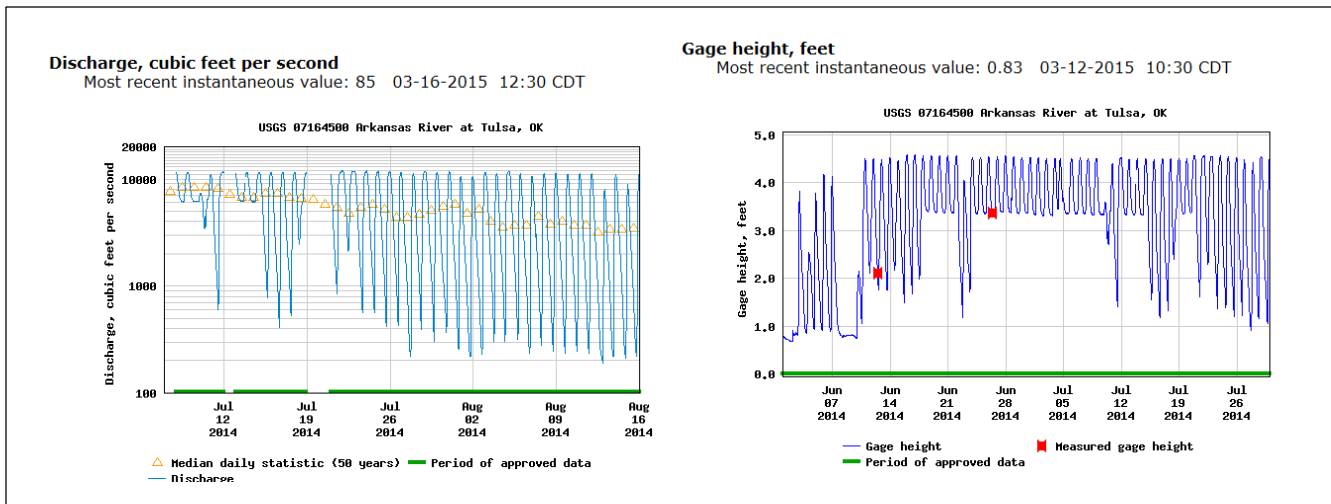 Discharge, cubic feet per second
Most recent instantaneous value: 85 03-16-2015 12:30 CDT
USGS 07164500 Arkansas River at Tulsa, OK
Discharge, cubic feet per second
20000
10000
1000
100
Jul Jul Jul Aug Aug Aug
12 19 26 02 09 16
2014 2014 2014 2014 2014 2014
Median daily statistic (50 years) Period of approved data
Discharge
Gage height, feet
Most recent instantaneous value: 0.83 03-12-2015 10:30 CDT
USGS 07164500 Arkansas River at Tulsa, OK
Gage height, feet
5.0
4.0
3.0
2.0
1.0
0.0
Jun Jun Jun Jun Jul Jul Jul Jul
07 14 21 28 05 12 19 26
2014 2014 2014 2014 2014 2014 2014 2014
Gage height Measured gage height
Period of approved data